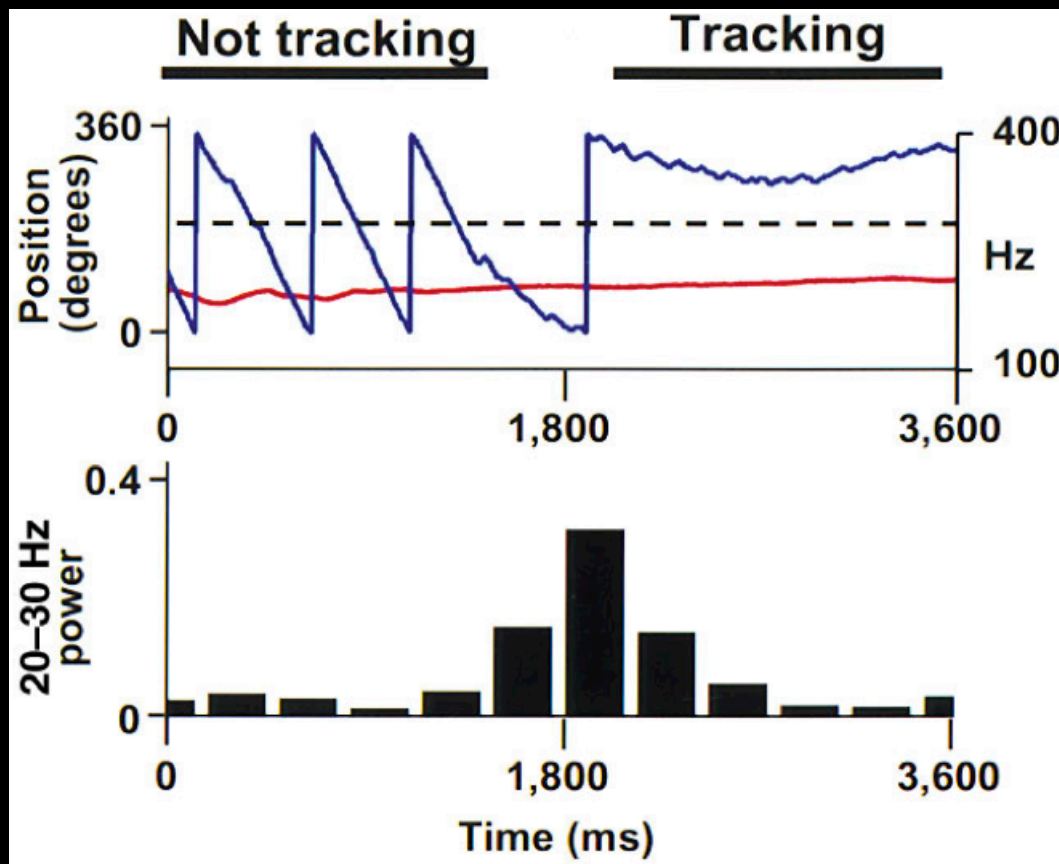 Not tracking
Tracking
360
Position
(degrees)
0
400
Hz
100
0
1,800
3,600
0.4
20–30 Hz
power
0
0
1,800
3,600
Time (ms)